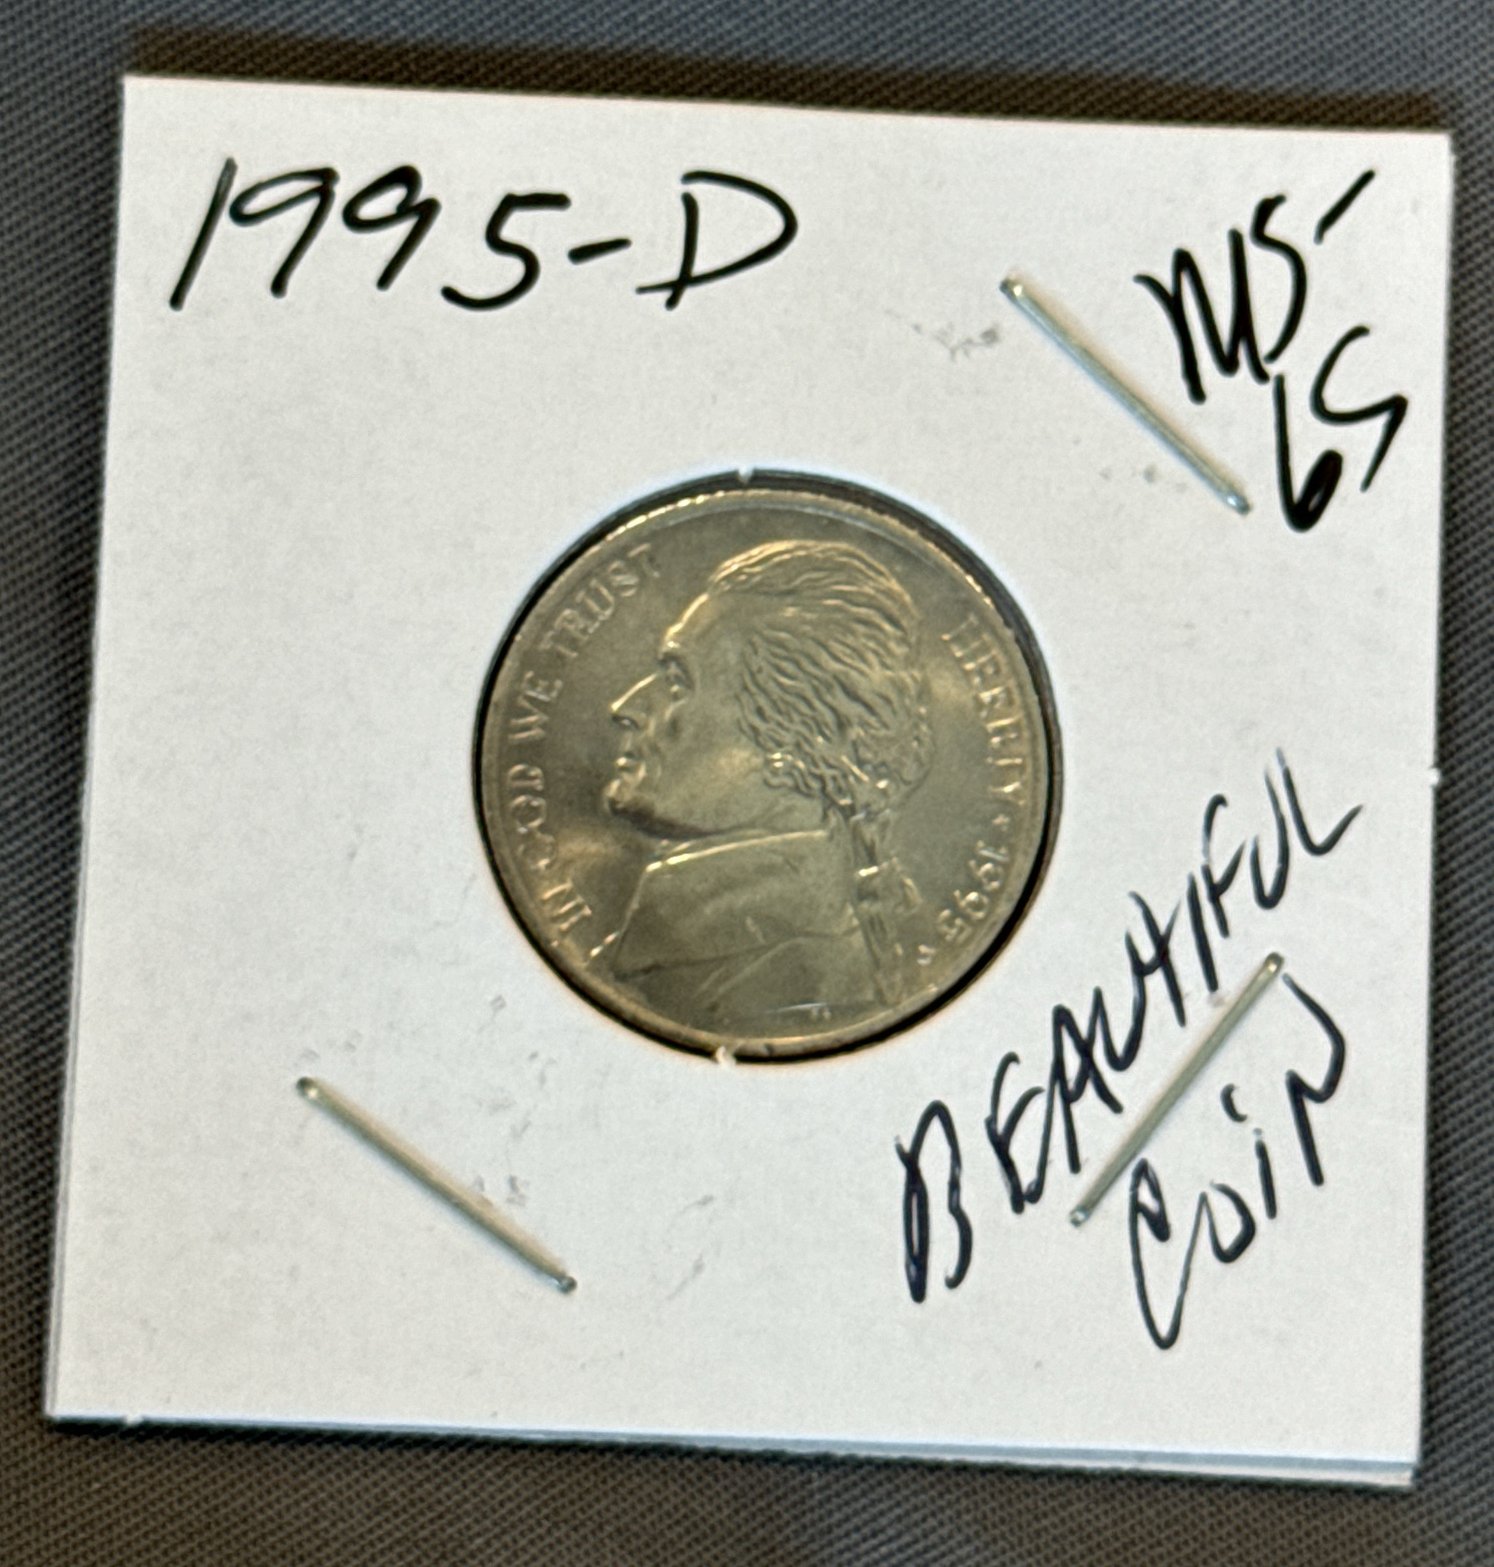 1995-D
MS-
65
IN GOD WE TRUST
LIBERTY * 1995
D
BEAUTIFUL
COIN